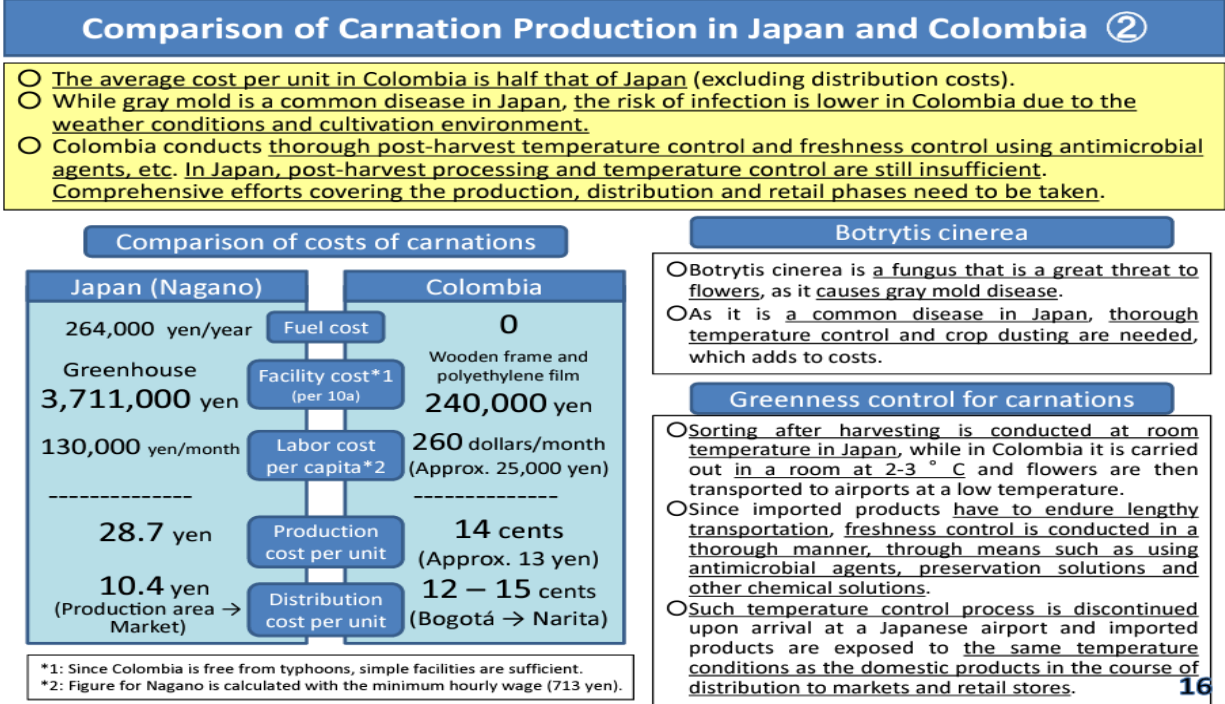 Comparison of Carnation Production in Japan and Colombia ②
○ The average cost per unit in Colombia is half that of Japan (excluding distribution costs).
○ While gray mold is a common disease in Japan, the risk of infection is lower in Colombia due to the
weather conditions and cultivation environment.
○ Colombia conducts thorough post-harvest temperature control and freshness control using antimicrobial
agents, etc. In Japan, post-harvest processing and temperature control are still insufficient.
Comprehensive efforts covering the production, distribution and retail phases need to be taken.
Comparison of costs of carnations
Japan (Nagano)
Colombia
264,000 yen/year
Fuel cost
0
Greenhouse
3,711,000 yen
Facility cost*1
(per 10a)
Wooden frame and
polyethylene film
240,000 yen
130,000 yen/month
Labor cost
per capita*2
260 dollars/month
(Approx. 25,000 yen)
--------------
--------------
28.7 yen
Production
cost per unit
14 cents
(Approx. 13 yen)
10.4 yen
(Production area →
Market)
Distribution
cost per unit
12 – 15 cents
(Bogotá → Narita)
*1: Since Colombia is free from typhoons, simple facilities are sufficient.
*2: Figure for Nagano is calculated with the minimum hourly wage (713 yen).
Botrytis cinerea
○Botrytis cinerea is a fungus that is a great threat to
flowers, as it causes gray mold disease.
○As it is a common disease in Japan, thorough
temperature control and crop dusting are needed,
which adds to costs.
Greenness control for carnations
○Sorting after harvesting is conducted at room
temperature in Japan, while in Colombia it is carried
out in a room at 2-3 ° C and flowers are then
transported to airports at a low temperature.
○Since imported products have to endure lengthy
transportation, freshness control is conducted in a
thorough manner, through means such as using
antimicrobial agents, preservation solutions and
other chemical solutions.
○Such temperature control process is discontinued
upon arrival at a Japanese airport and imported
products are exposed to the same temperature
conditions as the domestic products in the course of
distribution to markets and retail stores.
16